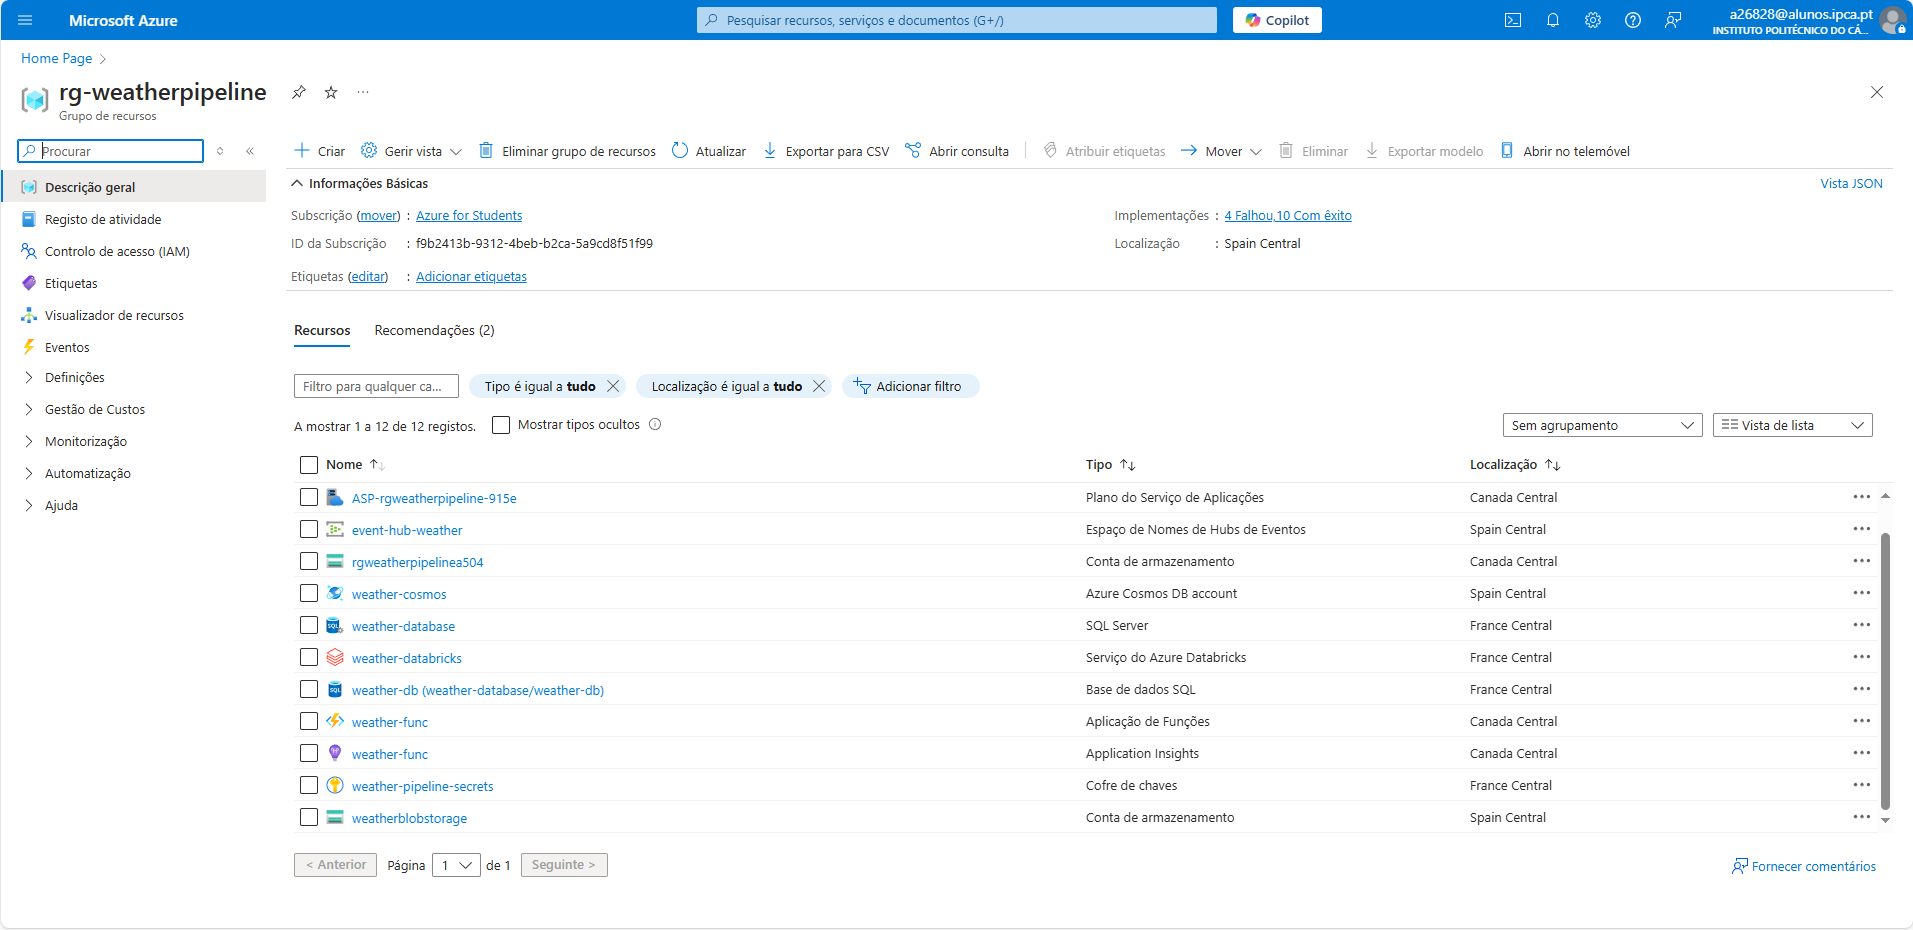 Microsoft Azure
Pesquisar recursos, serviços e documentos (G+/)
Copilot
a26828@alunos.ipca.pt
INSTITUTO POLITÉCNICO DO CÁ...
Home Page
rg-weatherpipeline
Grupo de recursos
Procurar
Criar
Gerir vista
Eliminar grupo de recursos
Atualizar
Exportar para CSV
Abrir consulta
Atribuir etiquetas
Mover
Eliminar
Exportar modelo
Abrir no telemóvel
Descrição geral
Registo de atividade
Controlo de acesso (IAM)
Etiquetas
Visualizador de recursos
Eventos
Definições
Gestão de Custos
Monitorização
Automatização
Ajuda
Informações Básicas
Vista JSON
Subscrição (mover) : Azure for Students
Implementações : 4 Falhou,10 Com êxito
ID da Subscrição : f9b2413b-9312-4beb-b2ca-5a9cd8f51f99
Localização : Spain Central
Etiquetas (editar) : Adicionar etiquetas
Recursos
Recomendações (2)
Filtro para qualquer ca...
Tipo é igual a tudo
Localização é igual a tudo
Adicionar filtro
A mostrar 1 a 12 de 12 registos.
Mostrar tipos ocultos
Sem agrupamento
Vista de lista
Nome Tipo Localização
ASP-rgweatherpipeline-915e Plano do Serviço de Aplicações Canada Central
event-hub-weather Espaço de Nomes de Hubs de Eventos Spain Central
rgweatherpipelinea504 Conta de armazenamento Canada Central
weather-cosmos Azure Cosmos DB account Spain Central
weather-database SQL Server France Central
weather-databricks Serviço do Azure Databricks France Central
weather-db (weather-database/weather-db) Base de dados SQL France Central
weather-func Aplicação de Funções Canada Central
weather-func Application Insights Canada Central
weather-pipeline-secrets Cofre de chaves France Central
weatherblobstorage Conta de armazenamento Spain Central
< Anterior Página 1 de 1 Seguinte >
Fornecer comentários